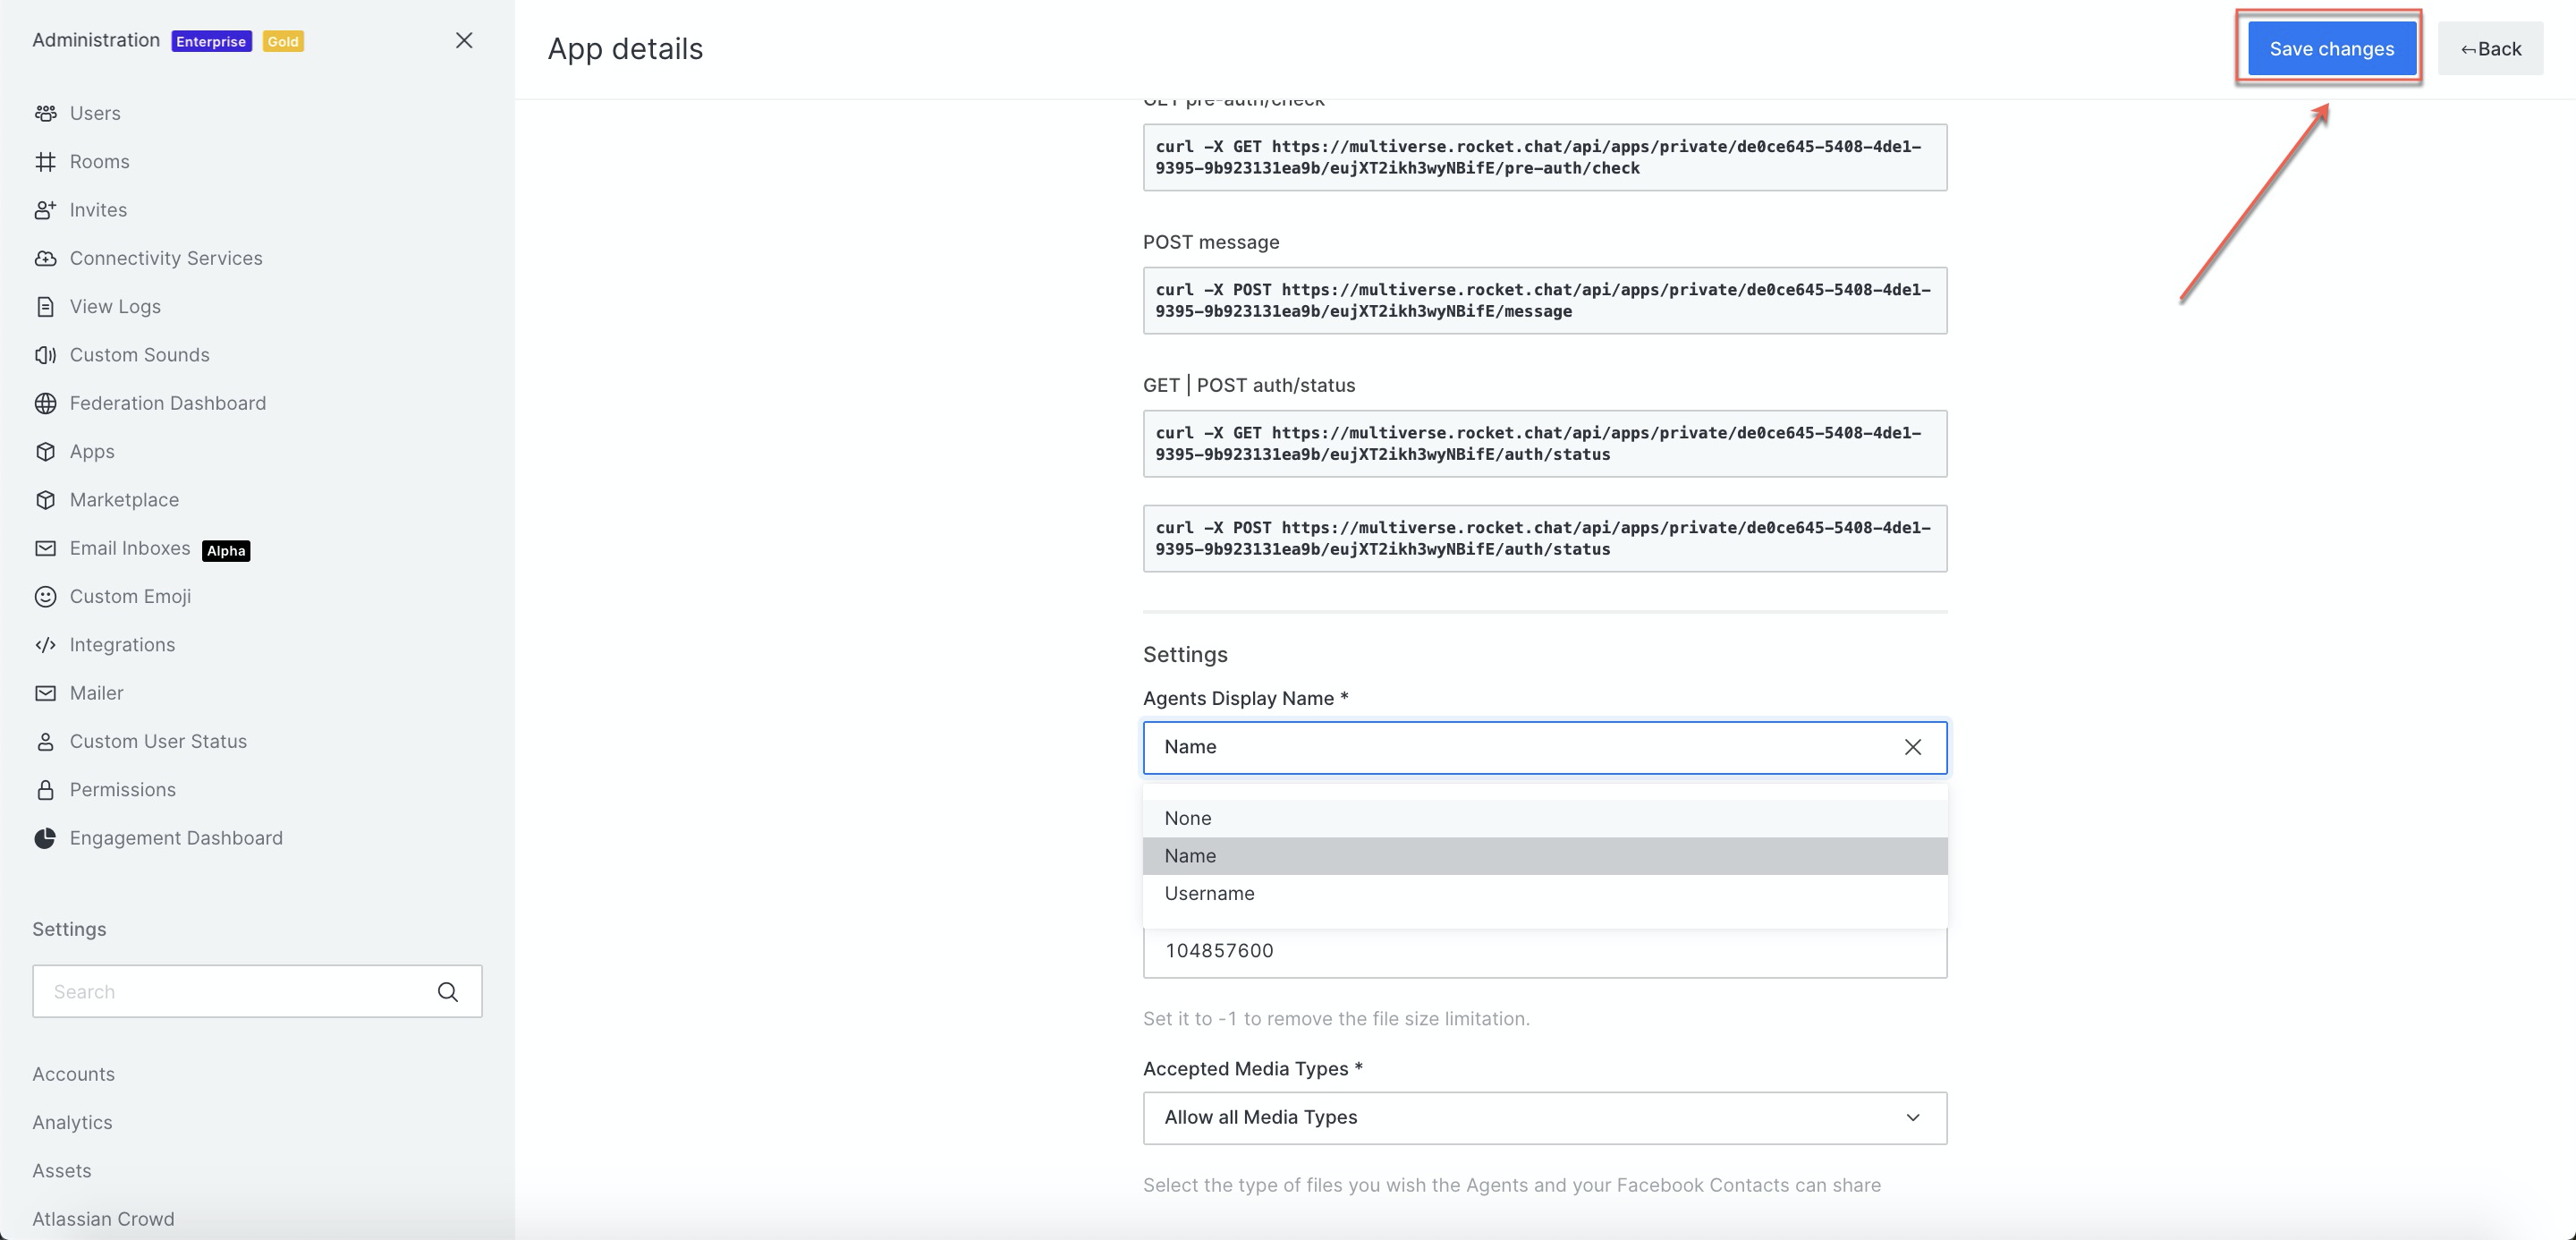 Administration Enterprise Gold
Users
Rooms
Invites
Connectivity Services
View Logs
Custom Sounds
Federation Dashboard
Apps
Marketplace
Email Inboxes Alpha
Custom Emoji
Integrations
Mailer
Custom User Status
Permissions
Engagement Dashboard
Settings
Search
Accounts
Analytics
Assets
Atlassian Crowd
App details
Save changes
Back
GET pre-auth/check
curl -X GET https://multiverse.rocket.chat/api/apps/private/de0ce645-5408-4de1-
9395-9b923131ea9b/eujXT2ikh3wyNBifE/pre-auth/check
POST message
curl -X POST https://multiverse.rocket.chat/api/apps/private/de0ce645-5408-4de1-
9395-9b923131ea9b/eujXT2ikh3wyNBifE/message
GET | POST auth/status
curl -X GET https://multiverse.rocket.chat/api/apps/private/de0ce645-5408-4de1-
9395-9b923131ea9b/eujXT2ikh3wyNBifE/auth/status
curl -X POST https://multiverse.rocket.chat/api/apps/private/de0ce645-5408-4de1-
9395-9b923131ea9b/eujXT2ikh3wyNBifE/auth/status
Settings
Agents Display Name *
Name
None
Name
Username
104857600
Set it to -1 to remove the file size limitation.
Accepted Media Types *
Allow all Media Types
Select the type of files you wish the Agents and your Facebook Contacts can share